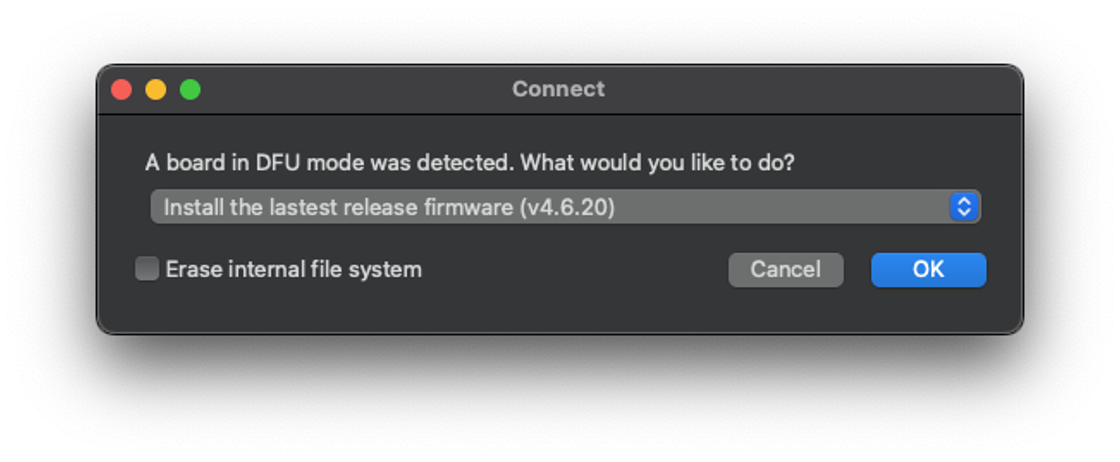 Connect
A board in DFU mode was detected. What would you like to do?
Install the lastest release firmware (v4.6.20)
Erase internal file system
Cancel
OK